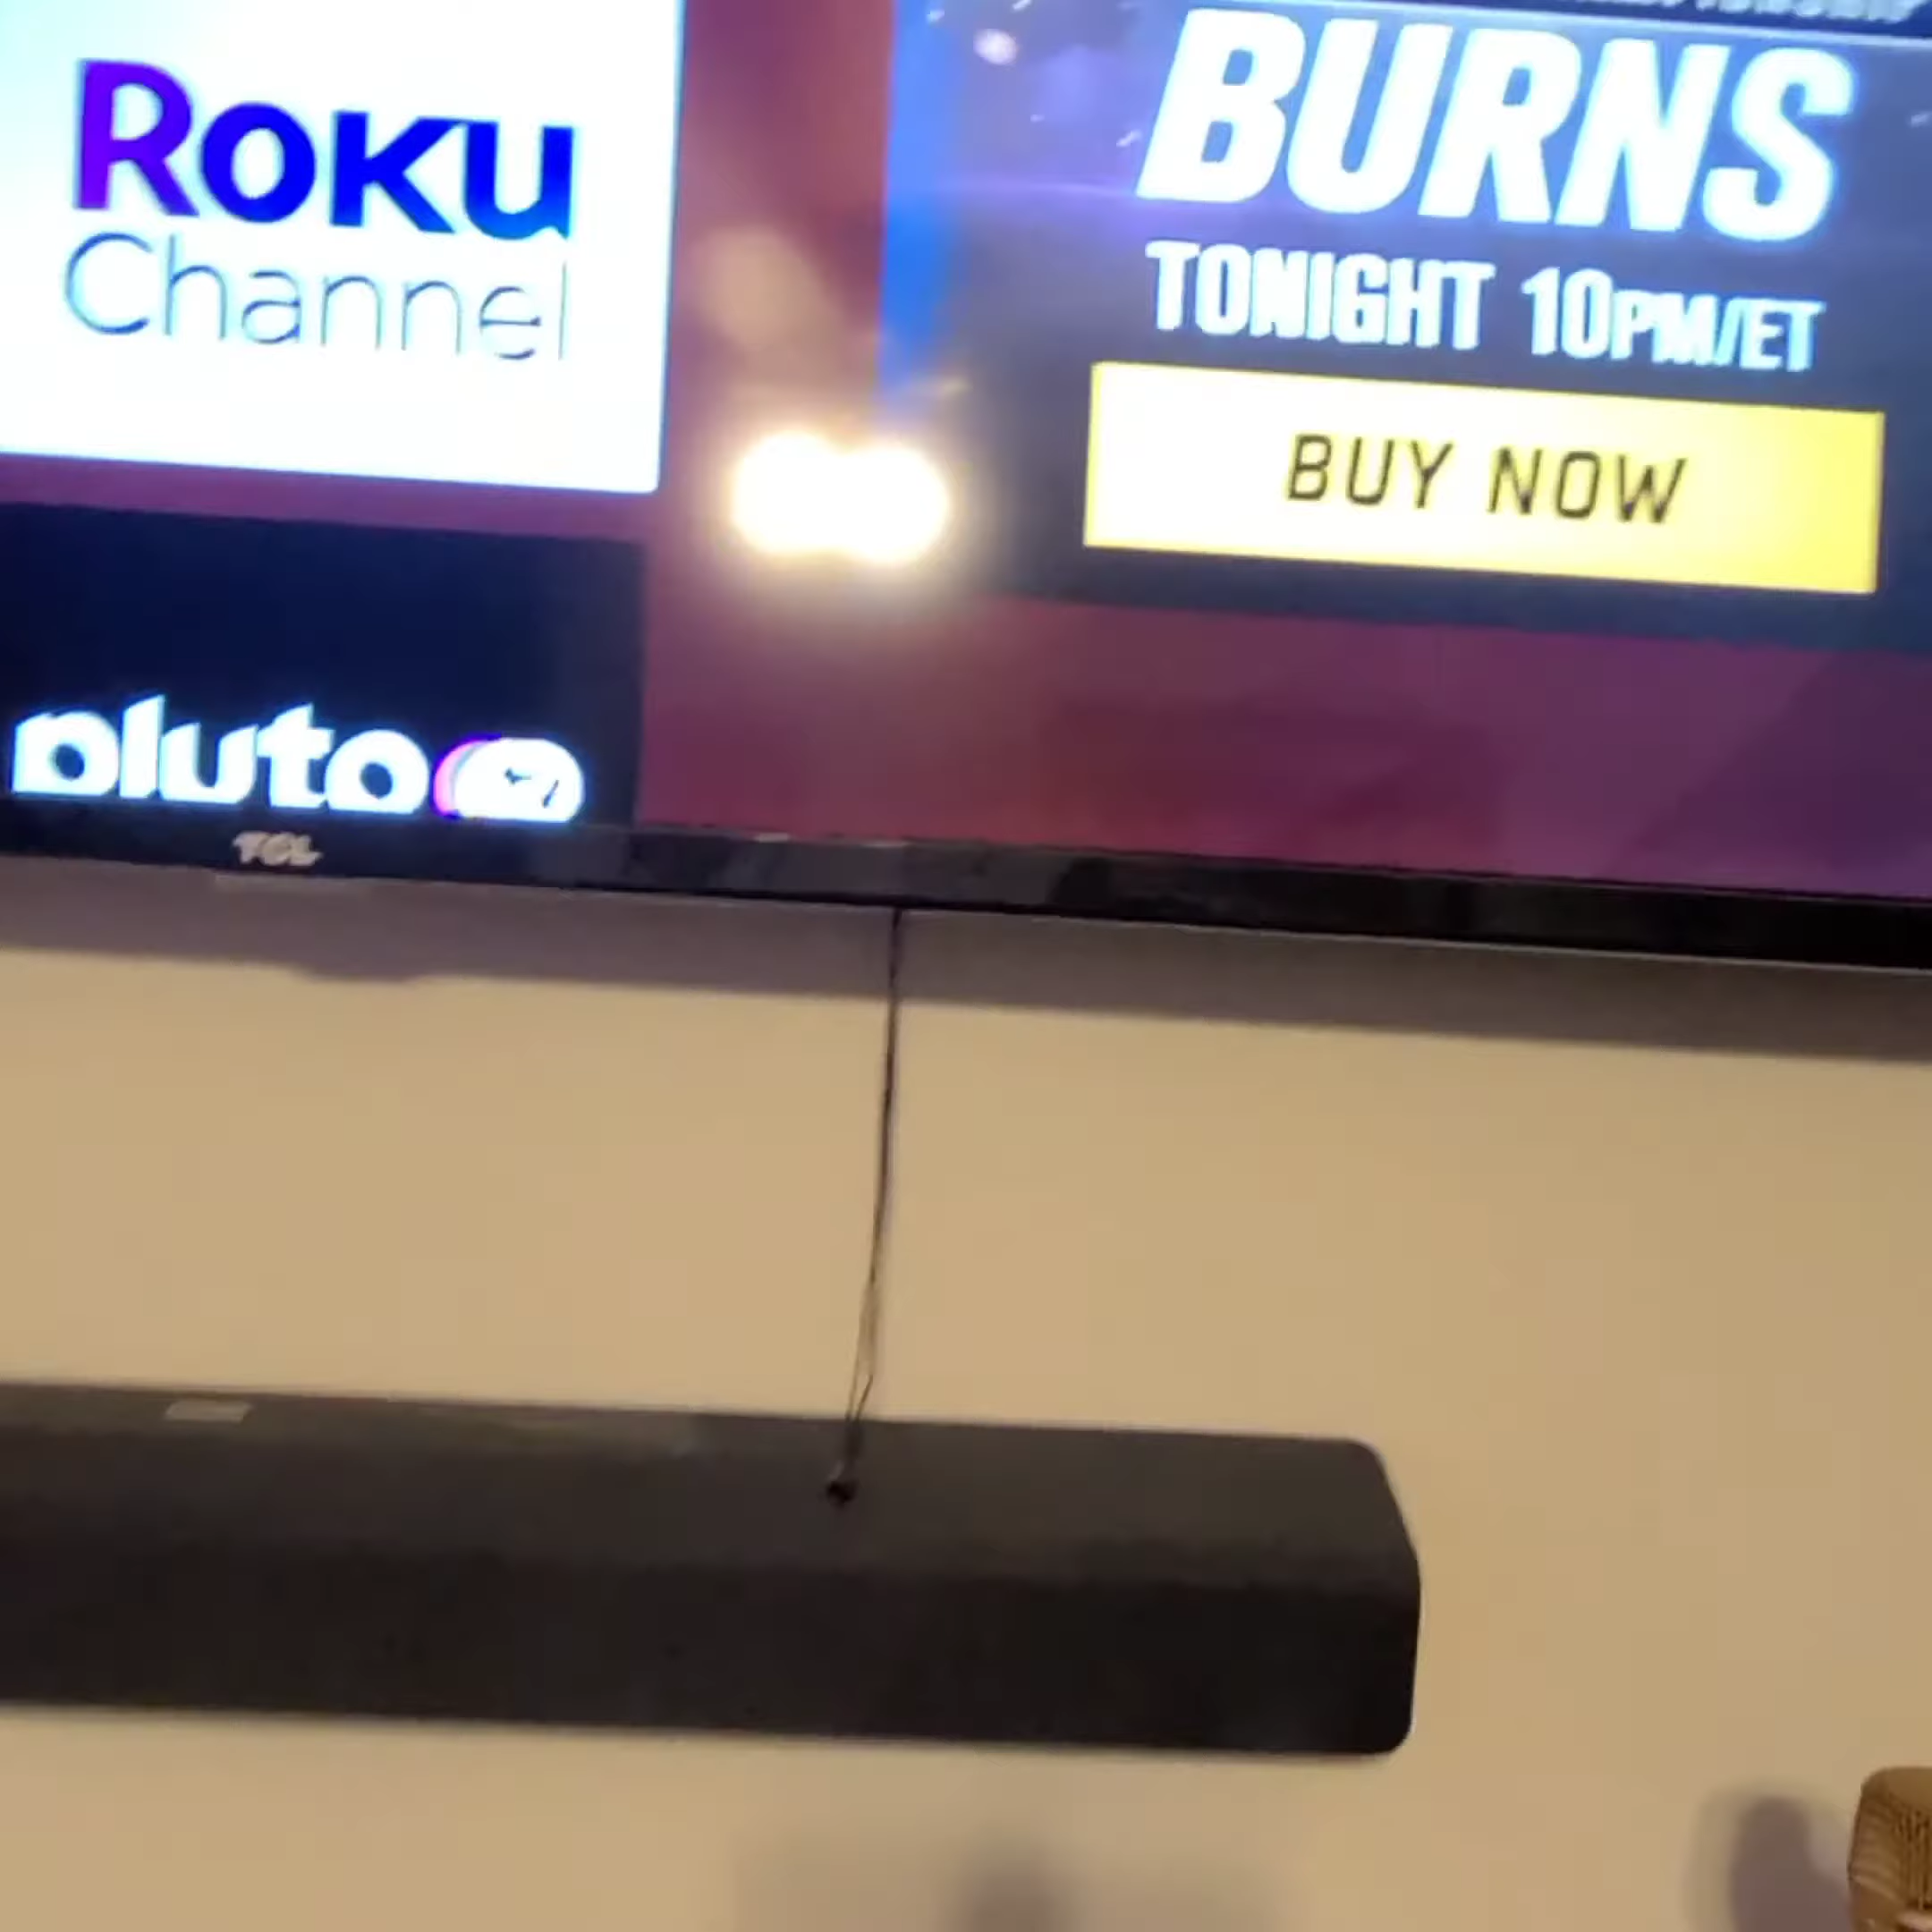 Roku
Channel
BURNS
TONIGHT 10PM/ET
BUY NOW
pluto
TCL